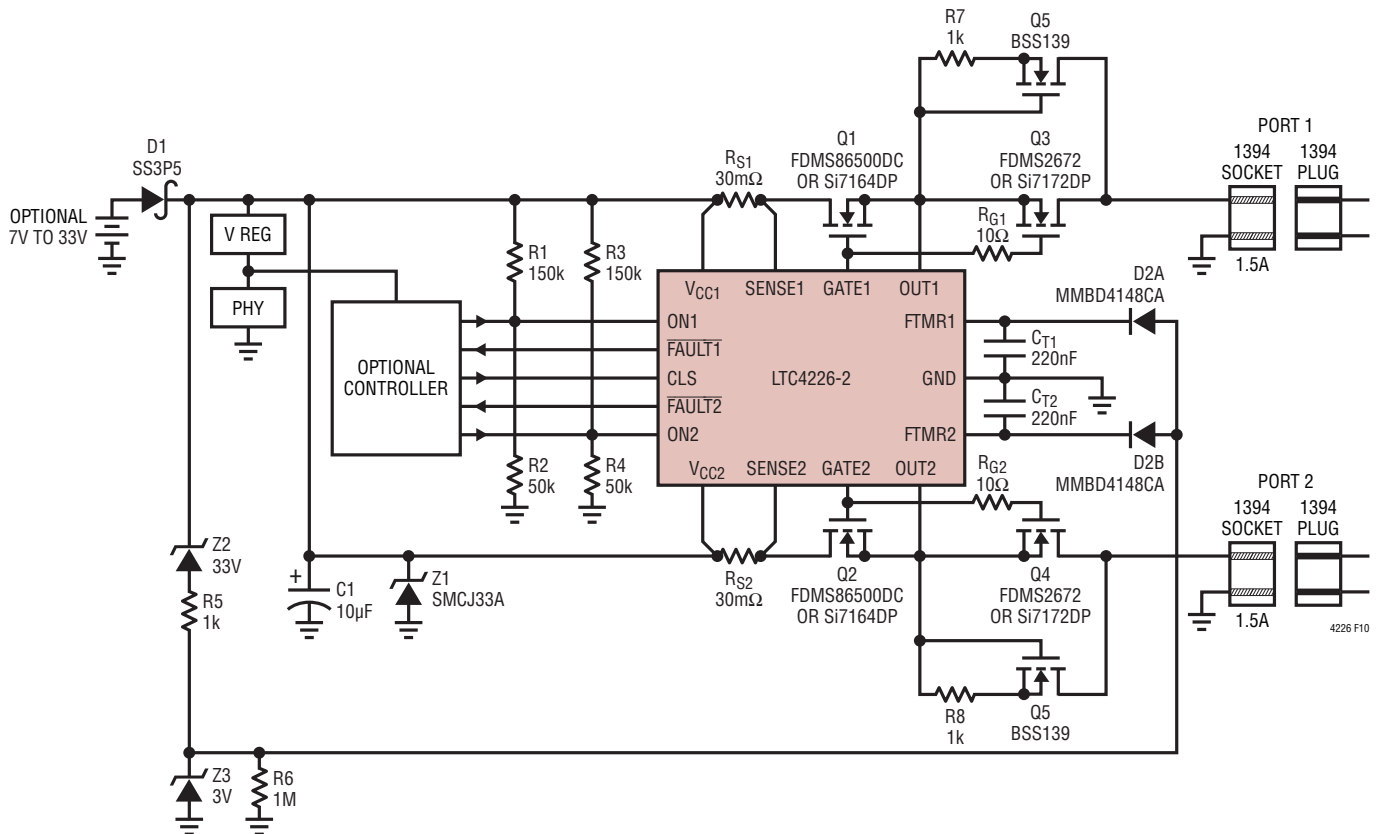 R7
1k
Q5
BSS139
D1
SS3P5
OPTIONAL
7V TO 33V
V REG
PHY
RS1
30mΩ
Q1
FDMS86500DC
OR Si7164DP
Q3
FDMS2672
OR Si7172DP
RG1
10Ω
PORT 1
1394
SOCKET
1394
PLUG
1.5A
R1
150k
R3
150k
OPTIONAL
CONTROLLER
VCC1
SENSE1
GATE1
OUT1
ON1
FAULT1
CLS
FAULT2
ON2
LTC4226-2
FTMR1
GND
FTMR2
VCC2
SENSE2
GATE2
OUT2
CT1
220nF
CT2
220nF
D2A
MMBD4148CA
D2B
MMBD4148CA
R2
50k
R4
50k
RG2
10Ω
PORT 2
1394
SOCKET
1394
PLUG
1.5A
Z2
33V
R5
1k
+
C1
10µF
Z1
SMCJ33A
RS2
30mΩ
Q2
FDMS86500DC
OR Si7164DP
Q4
FDMS2672
OR Si7172DP
4226 F10
R8
1k
Q5
BSS139
Z3
3V
R6
1M